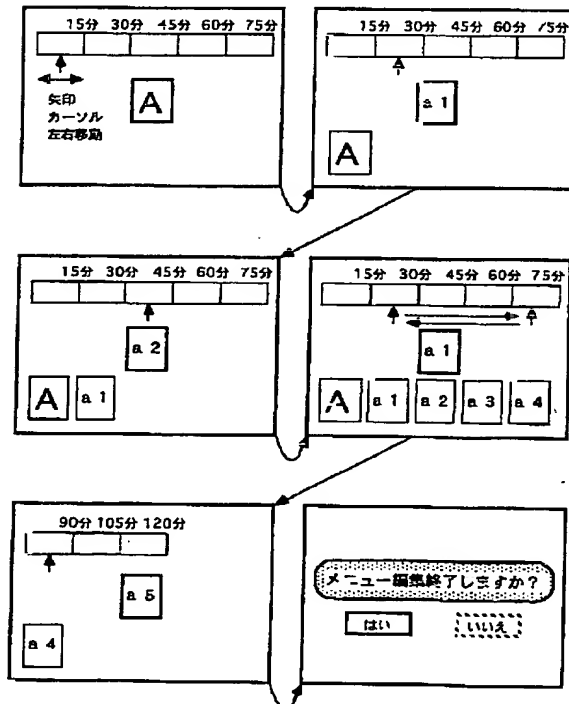 15分 30分 45分 60分 75分
矢印
カーソル
左右移動
A
15分 30分 45分 60分 75分
a 1
A
15分 30分 45分 60分 75分
a 2
A a 1
15分 30分 45分 60分 75分
a 1
A a 1 a 2 a 3 a 4
90分 105分 120分
a 5
a 4
メニュー編集終了しますか?
はい いいえ